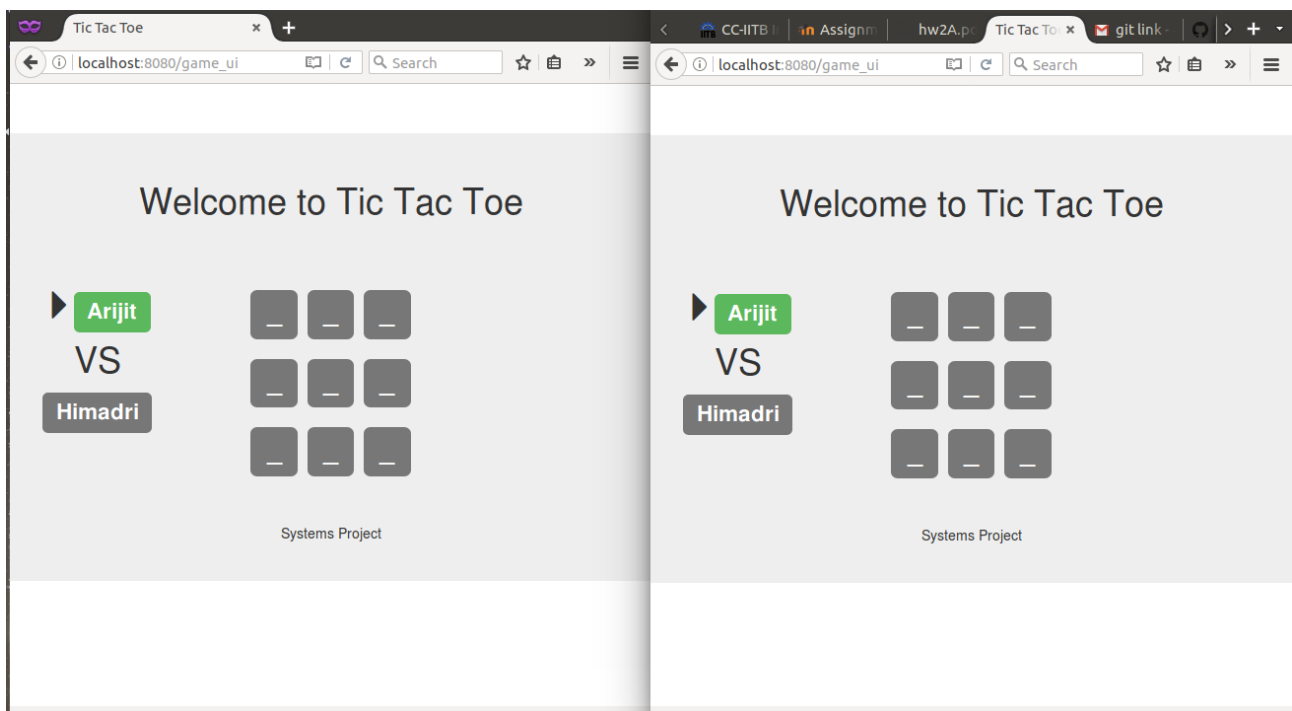 Tic Tac Toe
localhost:8080/game_ui
Search
Welcome to Tic Tac Toe
Arijit
VS
Himadri
_ _ _
_ _ _
_ _ _
Systems Project
CC-IITB Assignm hw2A.p Tic Tac To git link -
localhost:8080/game_ui
Search
Welcome to Tic Tac Toe
Arijit
VS
Himadri
_ _ _
_ _ _
_ _ _
Systems Project